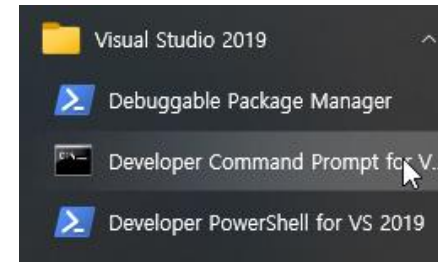 Visual Studio 2019
Debuggable Package Manager
Developer Command Prompt for V...
Developer PowerShell for VS 2019